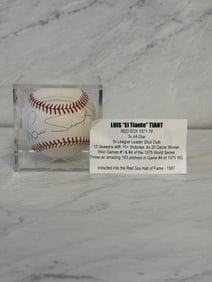 Luis Tiant
LUIS "El Tiante" TIANT
RED SOX 1971-78
3x All-Star
3x League Leader Shut Outs
13 Seasons with 10+ Victories, 4x 20 Game Winner
Won Games #1 & #4 of the 1975 World Series
Threw an amazing 163 pitches in Game #4 of 1975 WS
Inducted into the Red Sox Hall of Fame - 1997